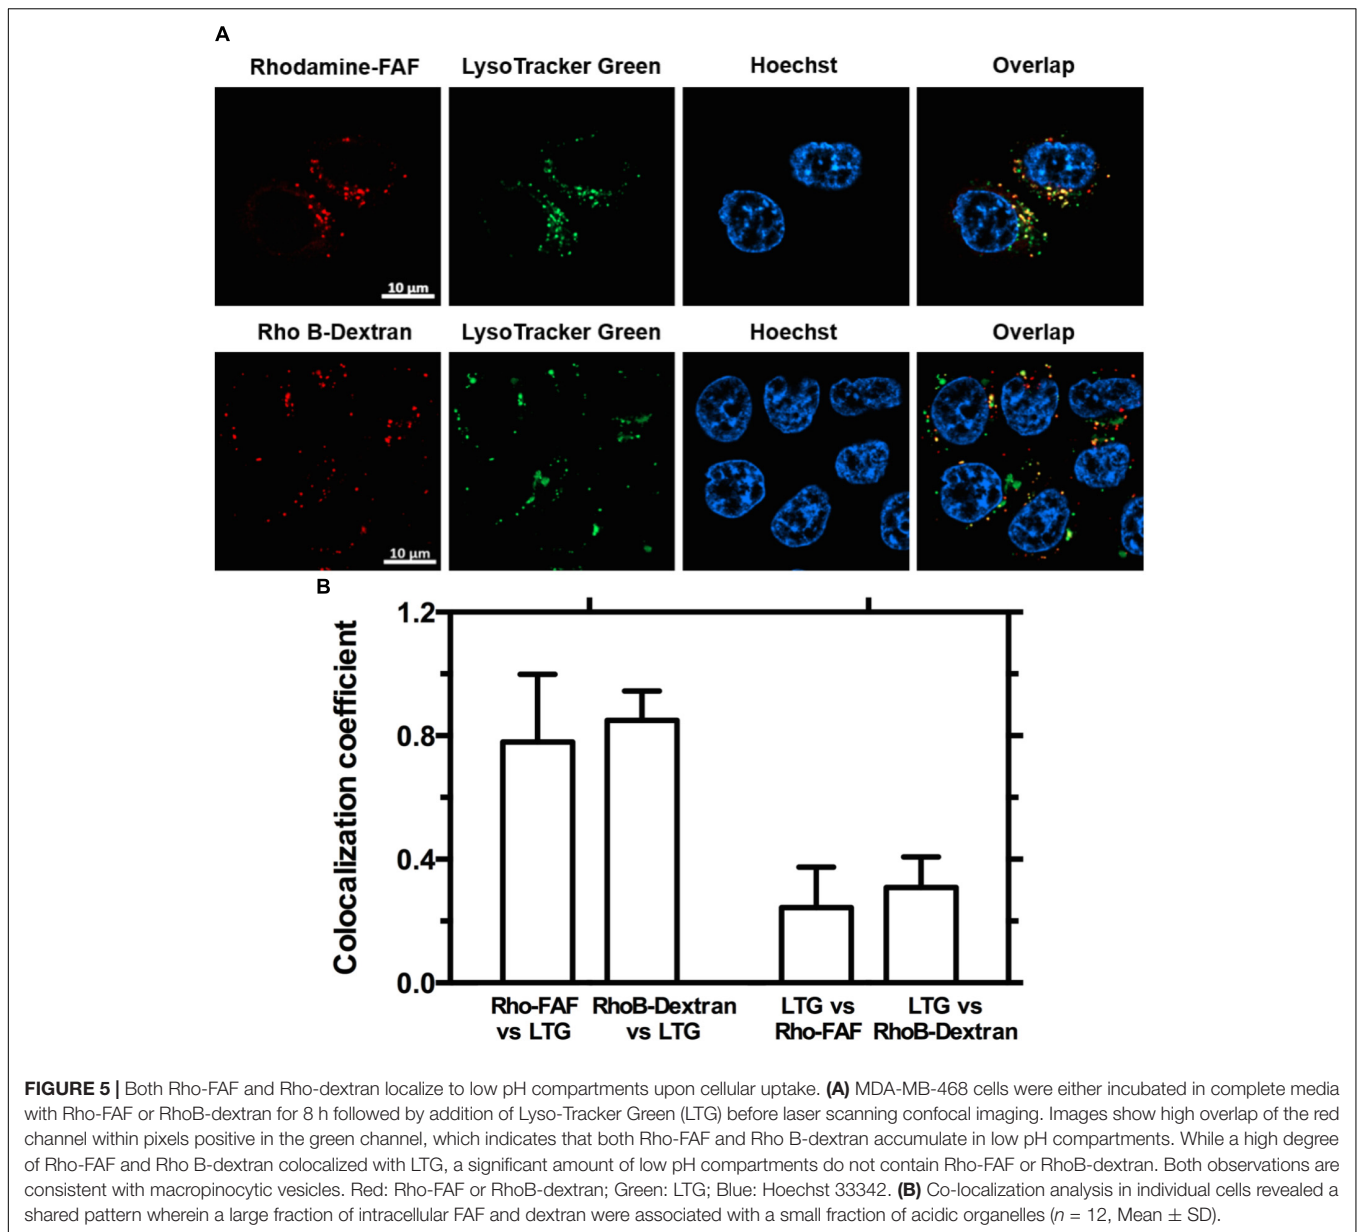 A
Rhodamine-FAF LysoTracker Green Hoechst Overlap
10 µm
Rho B-Dextran LysoTracker Green Hoechst Overlap
10 µm
B
Colocalization coefficient
1.2
0.8
0.4
0.0
Rho-FAF vs LTG
RhoB-Dextran vs LTG
LTG vs Rho-FAF
LTG vs RhoB-Dextran
FIGURE 5 | Both Rho-FAF and Rho-dextran localize to low pH compartments upon cellular uptake. (A) MDA-MB-468 cells were either incubated in complete media
with Rho-FAF or RhoB-dextran for 8 h followed by addition of Lyso-Tracker Green (LTG) before laser scanning confocal imaging. Images show high overlap of the red
channel within pixels positive in the green channel, which indicates that both Rho-FAF and Rho B-dextran accumulate in low pH compartments. While a high degree
of Rho-FAF and Rho B-dextran colocalized with LTG, a significant amount of low pH compartments do not contain Rho-FAF or RhoB-dextran. Both observations are
consistent with macropinocytic vesicles. Red: Rho-FAF or RhoB-dextran; Green: LTG; Blue: Hoechst 33342. (B) Co-localization analysis in individual cells revealed a
shared pattern wherein a large fraction of intracellular FAF and dextran were associated with a small fraction of acidic organelles (n = 12, Mean ± SD).